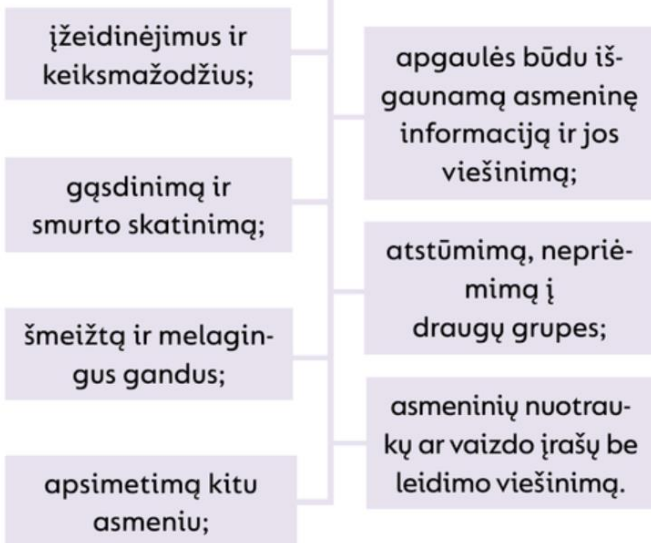 įžeidinėjimus ir
keiksmažodžius;
gąsdinimą ir
smurto skatinimą;
šmeižtą ir melagin-
gus gandus;
apsimetimą kitu
asmeniu;
apgaulės būdu iš-
gaunamą asmeninę
informaciją ir jos
viešinimą;
atstūmimą, nepriė-
mimą į
draugų grupes;
asmeninių nuotrau-
kų ar vaizdo įrašų be
leidimo viešinimą.